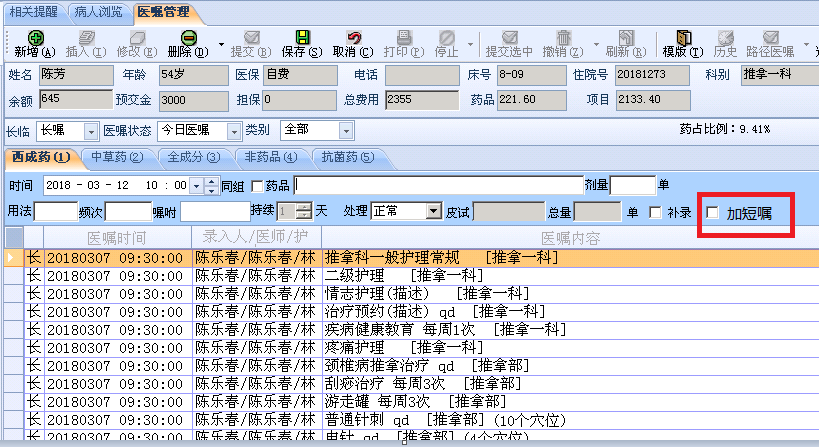 相关提醒 病人浏览 医嘱管理
新增(A) 插入(I) 修改(E) 删除(D) 提交(B) 保存(S) 取消(C) 打印(P) 停止 提交选中 撤销(Z) 刷新(R) 模版(T) 历史 路径医嘱
姓名 陈芳 年龄 54岁 医保 自费 电话 床号 8-09 住院号 20181273 科别 推拿一科
余额 645 预交金 3000 担保 0 总费用 2355 药品 221.60 项目 2133.40
长临 长嘱 医嘱状态 今日医嘱 类别 全部 药占比例：9.41%
西成药(1) 中草药(2) 全成分(3) 非药品(4) 抗菌药(5)
时间 2018 - 03 - 12 10 : 00 同组 药品 剂量 单
用法 频次 嘱咐 持续 1 天 处理 正常 皮试 总量 单 补录 加短嘱
医嘱时间 录入人/医师/护 医嘱内容
长 20180307 09:30:00 陈乐春/陈乐春/林 推拿科一般护理常规 [推拿一科]
长 20180307 09:30:00 陈乐春/陈乐春/林 二级护理 [推拿一科]
长 20180307 09:30:00 陈乐春/陈乐春/林 情志护理(描述) [推拿一科]
长 20180307 09:30:00 陈乐春/陈乐春/林 治疗预约(描述) qd [推拿一科]
长 20180307 09:30:00 陈乐春/陈乐春/林 疾病健康教育 每周1次 [推拿一科]
长 20180307 09:30:00 陈乐春/陈乐春/林 疼痛护理 [推拿一科]
长 20180307 09:30:00 陈乐春/陈乐春/林 颈椎病推拿治疗 qd [推拿部]
长 20180307 09:30:00 陈乐春/陈乐春/林 刮痧治疗 每周3次 [推拿部]
长 20180307 09:30:00 陈乐春/陈乐春/林 游走罐 每周3次 [推拿部]
长 20180307 09:30:00 陈乐春/陈乐春/林 普通针刺 qd [推拿部](10个穴位)
长 20180307 09:30:00 陈乐春/陈乐春/林 电针 qd [推拿部](4个穴位)